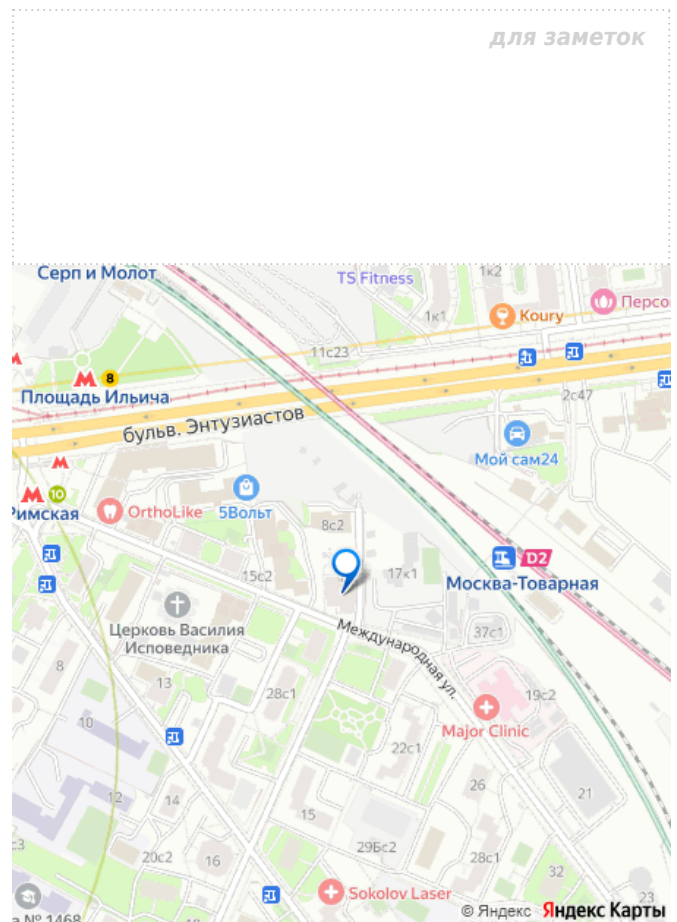 для заметок
Серп и Молот
TS Fitness
1к2
Персо
Koury
1к1
11с23
8
Площадь Ильича
2с47
бульв. Энтузиастов
Мой сам24
10
Римская
OrthoLike
5Вольт
8с2
D2
Москва-Товарная
15с2
17к1
Церковь Василия
Исповедника
Международная ул.
37с1
8
13
28с1
19с2
Major Clinic
10
22с1
26
21
12
14
15
29Бс2
20с2
16
28с1
32
Sokolov Laser
23
а № 1468
© Яндекс Яндекс Карты